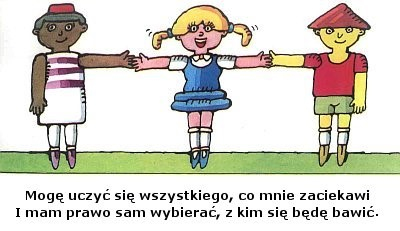 Mogę uczyć się wszystkiego, co mnie zaciekawi
I mam prawo sam wybierać, z kim się będę bawić.